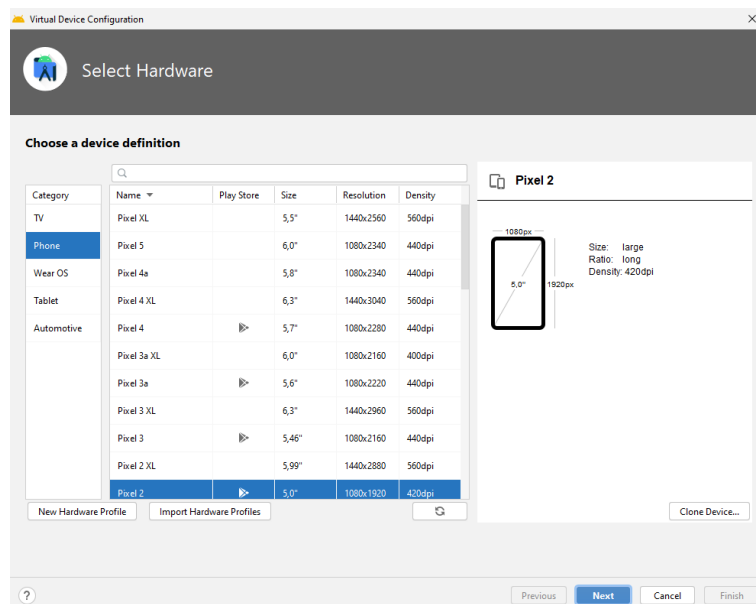 Virtual Device Configuration
Select Hardware
Choose a device definition
Category
TV
Phone
Wear OS
Tablet
Automotive
Name Play Store Size Resolution Density
Pixel XL 5,5" 1440x2560 560dpi
Pixel 5 6,0" 1080x2340 440dpi
Pixel 4a 5,8" 1080x2340 440dpi
Pixel 4 XL 6,3" 1440x3040 560dpi
Pixel 4 5,7" 1080x2280 440dpi
Pixel 3a XL 6,0" 1080x2160 400dpi
Pixel 3a 5,6" 1080x2220 440dpi
Pixel 3 XL 6,3" 1440x2960 560dpi
Pixel 3 5,46" 1080x2160 440dpi
Pixel 2 XL 5,99" 1440x2880 560dpi
Pixel 2 5,0" 1080x1920 420dpi
New Hardware Profile Import Hardware Profiles
Pixel 2
1080px
5,0" 1920px
Size: large
Ratio: long
Density: 420dpi
Clone Device...
? Previous Next Cancel Finish